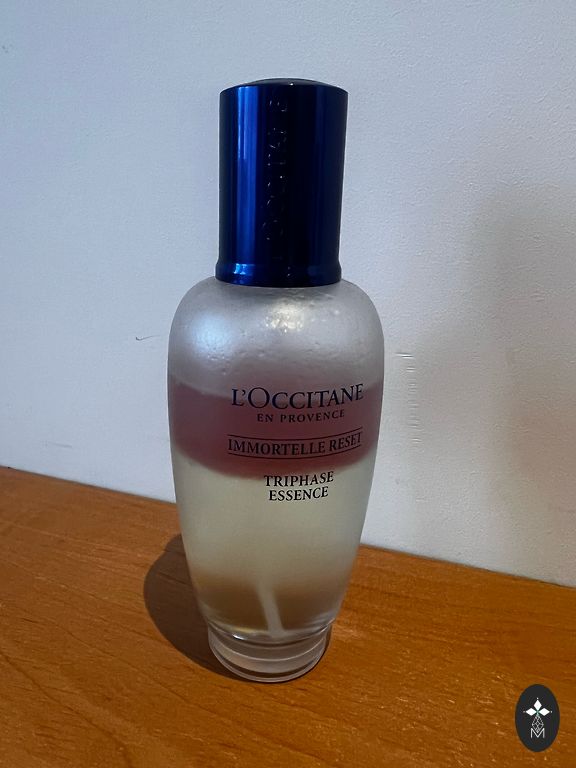 L'OCCITANE
EN PROVENCE
IMMORTELLE RESET
TRIPHASE
ESSENCE
M